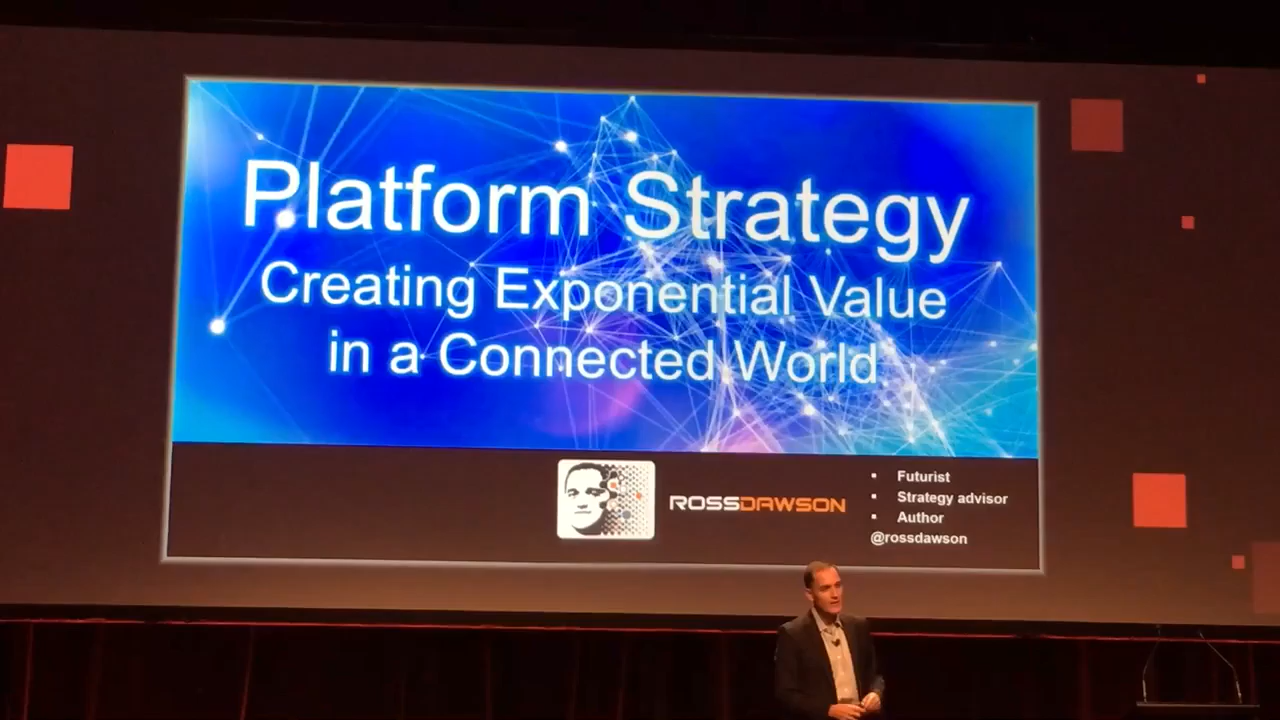 Platform Strategy
Creating Exponential Value
in a Connected World
ROSSDAWSON
▪ Futurist
▪ Strategy advisor
▪ Author
@rossdawson